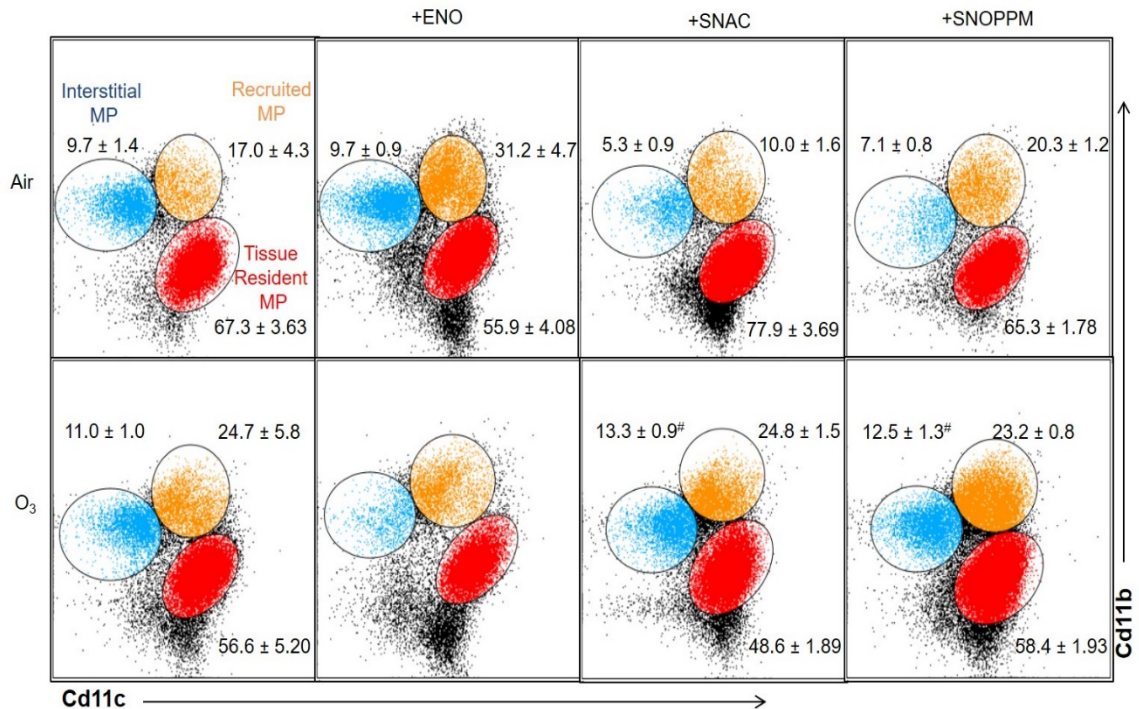 +ENO
+SNAC
+SNOPPM
Air
Interstitial
MP
9.7 ± 1.4
Recruited
MP
17.0 ± 4.3
Tissue
Resident
MP
67.3 ± 3.63
9.7 ± 0.9
31.2 ± 4.7
55.9 ± 4.08
5.3 ± 0.9
10.0 ± 1.6
77.9 ± 3.69
7.1 ± 0.8
20.3 ± 1.2
65.3 ± 1.78
O₃
11.0 ± 1.0
24.7 ± 5.8
56.6 ± 5.20
13.3 ± 0.9#
24.8 ± 1.5
48.6 ± 1.89
12.5 ± 1.3#
23.2 ± 0.8
58.4 ± 1.93
Cd11b
Cd11c